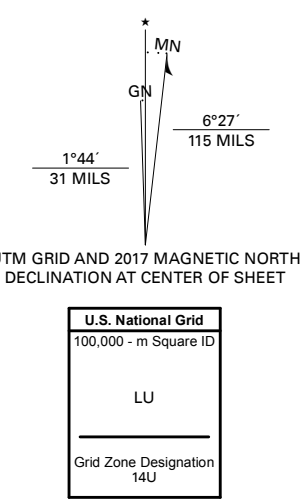 ★
MN
GN
6°27´
115 MILS
1°44´
31 MILS
UTM GRID AND 2017 MAGNETIC NORTH
DECLINATION AT CENTER OF SHEET
U.S. National Grid
100,000 - m Square ID
LU
Grid Zone Designation
14U